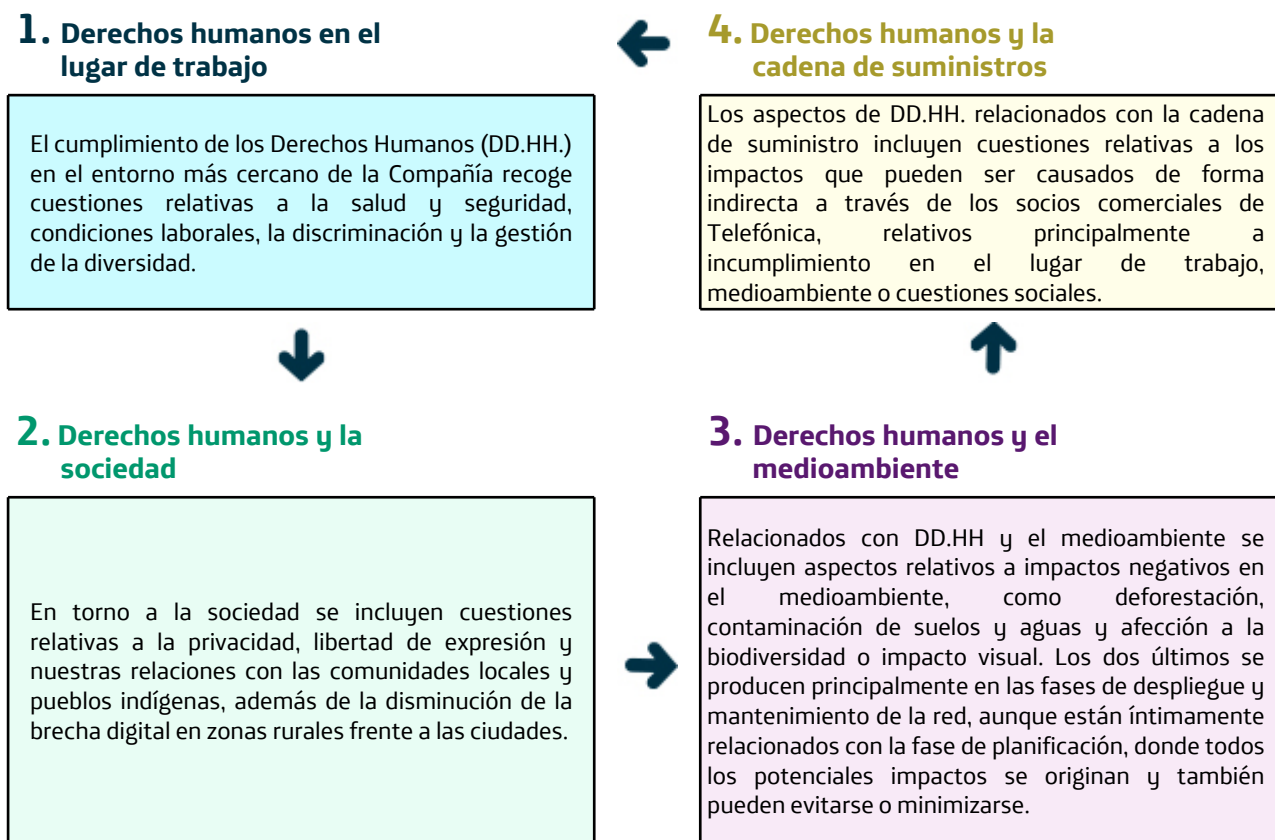 1. Derechos humanos en el
lugar de trabajo
El cumplimiento de los Derechos Humanos (DD.HH.)
en el entorno más cercano de la Compañía recoge
cuestiones relativas a la salud y seguridad,
condiciones laborales, la discriminación y la gestión
de la diversidad.
2. Derechos humanos y la
sociedad
En torno a la sociedad se incluyen cuestiones
relativas a la privacidad, libertad de expresión y
nuestras relaciones con las comunidades locales y
pueblos indígenas, además de la disminución de la
brecha digital en zonas rurales frente a las ciudades.
3. Derechos humanos y el
medioambiente
Relacionados con DD.HH y el medioambiente se
incluyen aspectos relativos a impactos negativos en
el medioambiente, como deforestación,
contaminación de suelos y aguas y afección a la
biodiversidad o impacto visual. Los dos últimos se
producen principalmente en las fases de despliegue y
mantenimiento de la red, aunque están íntimamente
relacionados con la fase de planificación, donde todos
los potenciales impactos se originan y también
pueden evitarse o minimizarse.
4. Derechos humanos y la
cadena de suministros
Los aspectos de DD.HH. relacionados con la cadena
de suministro incluyen cuestiones relativas a los
impactos que pueden ser causados de forma
indirecta a través de los socios comerciales de
Telefónica, relativos principalmente a
incumplimiento en el lugar de trabajo,
medioambiente o cuestiones sociales.